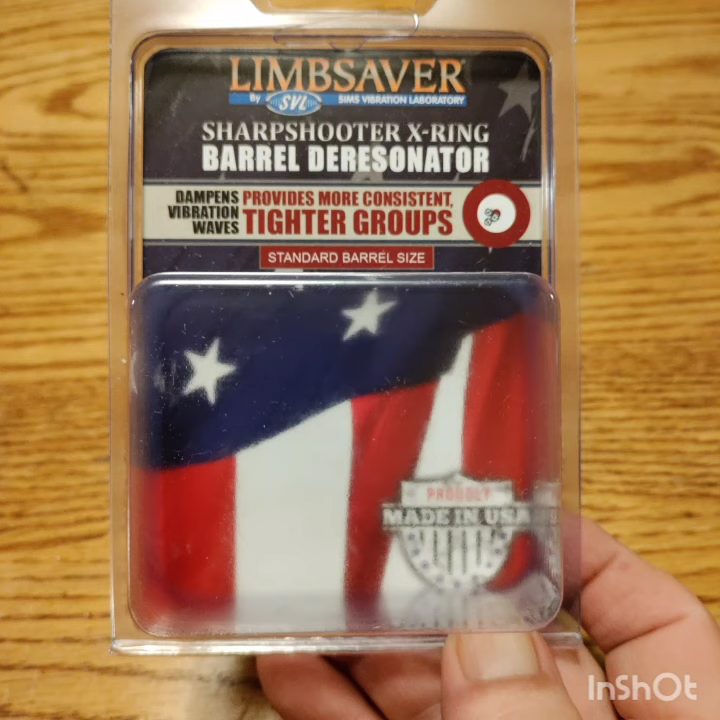 LIMBSAVER®
By SVL SIMS VIBRATION LABORATORY
SHARPSHOOTER X-RING
BARREL DERESONATOR
DAMPENS
VIBRATION
WAVES
PROVIDES MORE CONSISTENT,
TIGHTER GROUPS
STANDARD BARREL SIZE
PROUDLY
MADE IN USA
InShOt